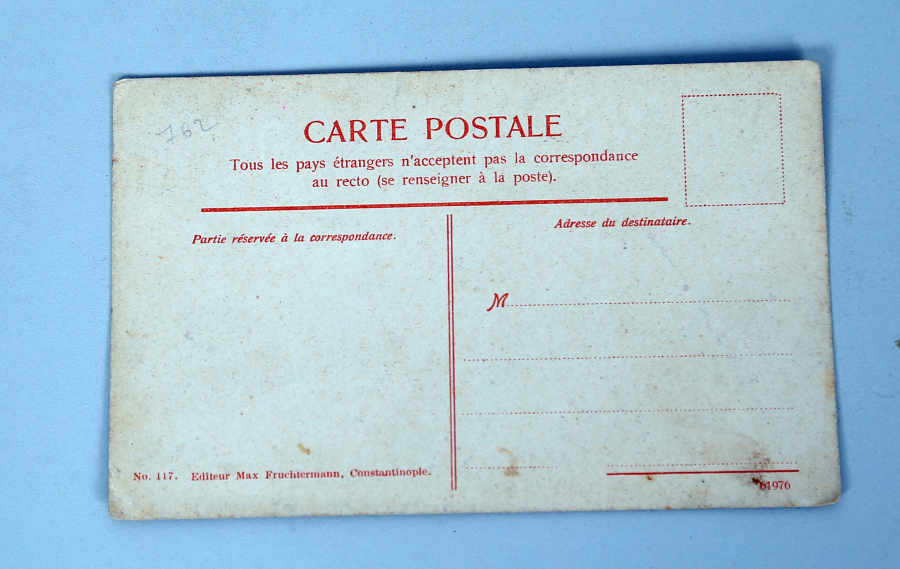 762
CARTE POSTALE
Tous les pays étrangers n'acceptent pas la correspondance
au recto (se renseigner à la poste).
Partie réservée à la correspondance.
Adresse du destinataire.
M
No. 117. Editeur Max Fruchtermann, Constantinople.
61976